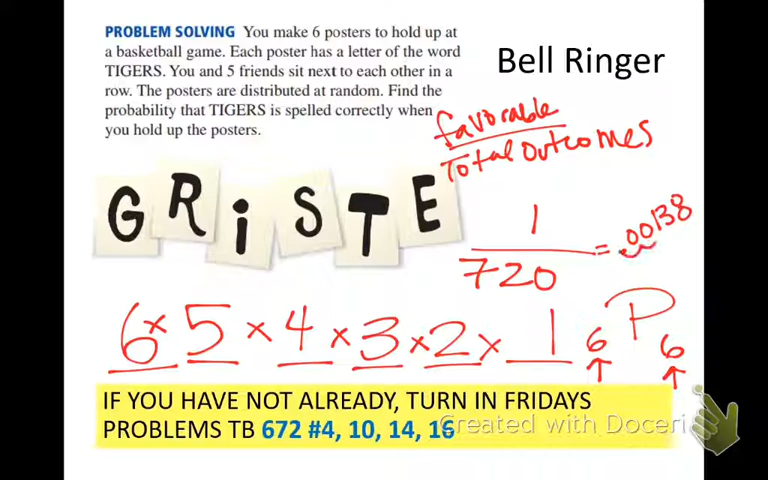 PROBLEM SOLVING You make 6 posters to hold up at
a basketball game. Each poster has a letter of the word
TIGERS. You and 5 friends sit next to each other in a
row. The posters are distributed at random. Find the
probability that TIGERS is spelled correctly when
you hold up the posters.
Bell Ringer
favorable
Total Outcomes
G R i S T E
1
720 = .00138
6 × 5 × 4 × 3 × 2 × 1 6 P 6
IF YOU HAVE NOT ALREADY, TURN IN FRIDAYS
PROBLEMS TB 672 #4, 10, 14, 16
Created with Doceri